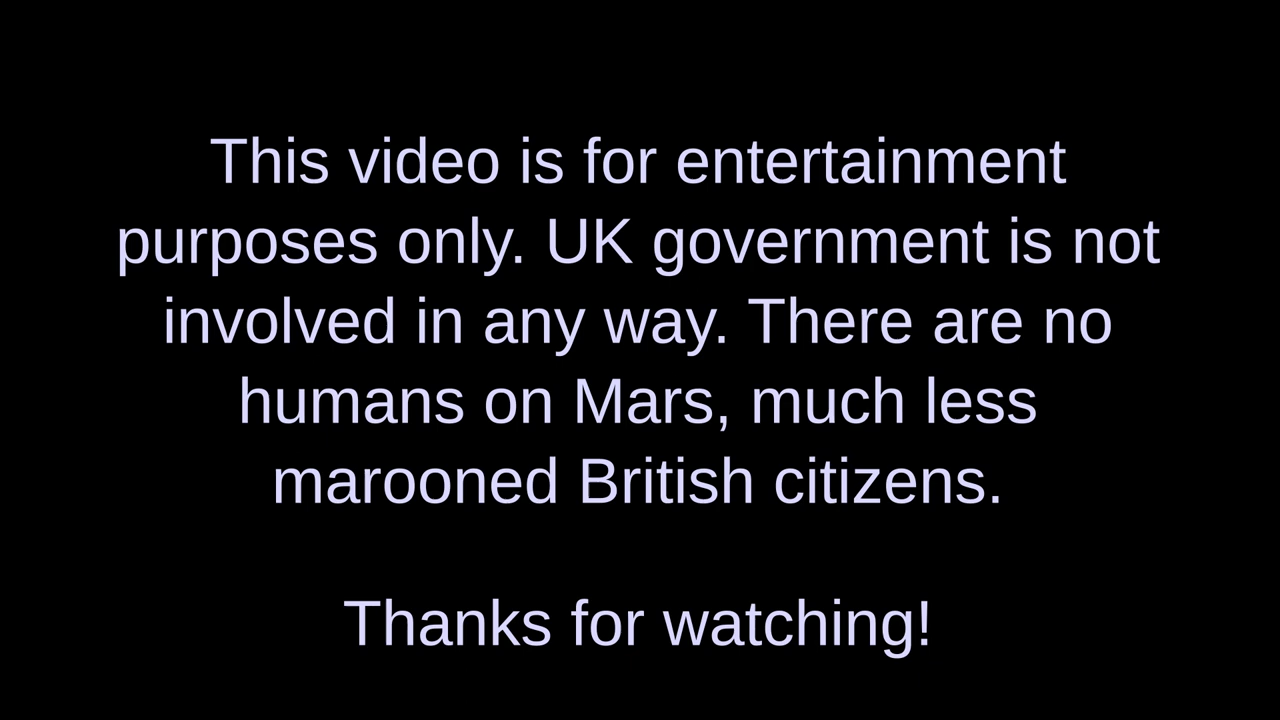 This video is for entertainment
purposes only. UK government is not
involved in any way. There are no
humans on Mars, much less
marooned British citizens.
Thanks for watching!